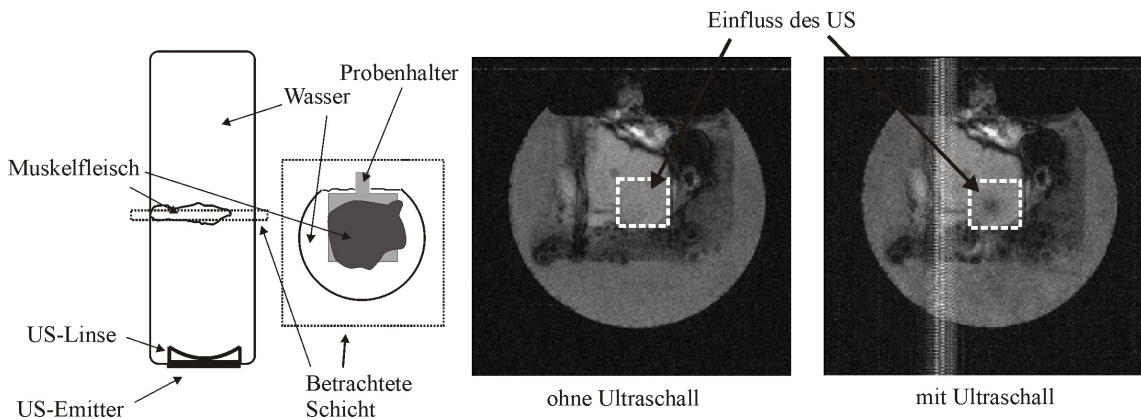 Einfluss des US
Probenhalter
Wasser
Muskelfleisch
US-Linse
US-Emitter
Betrachtete
Schicht
ohne Ultraschall
mit Ultraschall